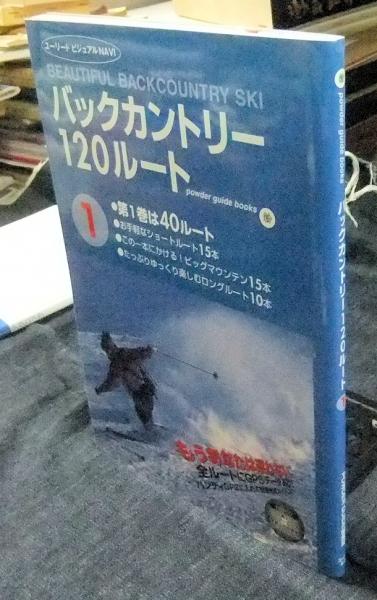 ユーリード ビジュアルNAVI
BEAUTIFUL BACKCOUNTRY SKI
バックカントリー
120ルート
powder guide books
1
●第1巻は40ルート
●お手軽なショートルート15本
●この一本にかける!ビッグマウンテン15本
●たっぷりゆっくり楽しむロングルート10本
全ルートにGPSデータ
powder guide books
バックカントリー120ルート
1